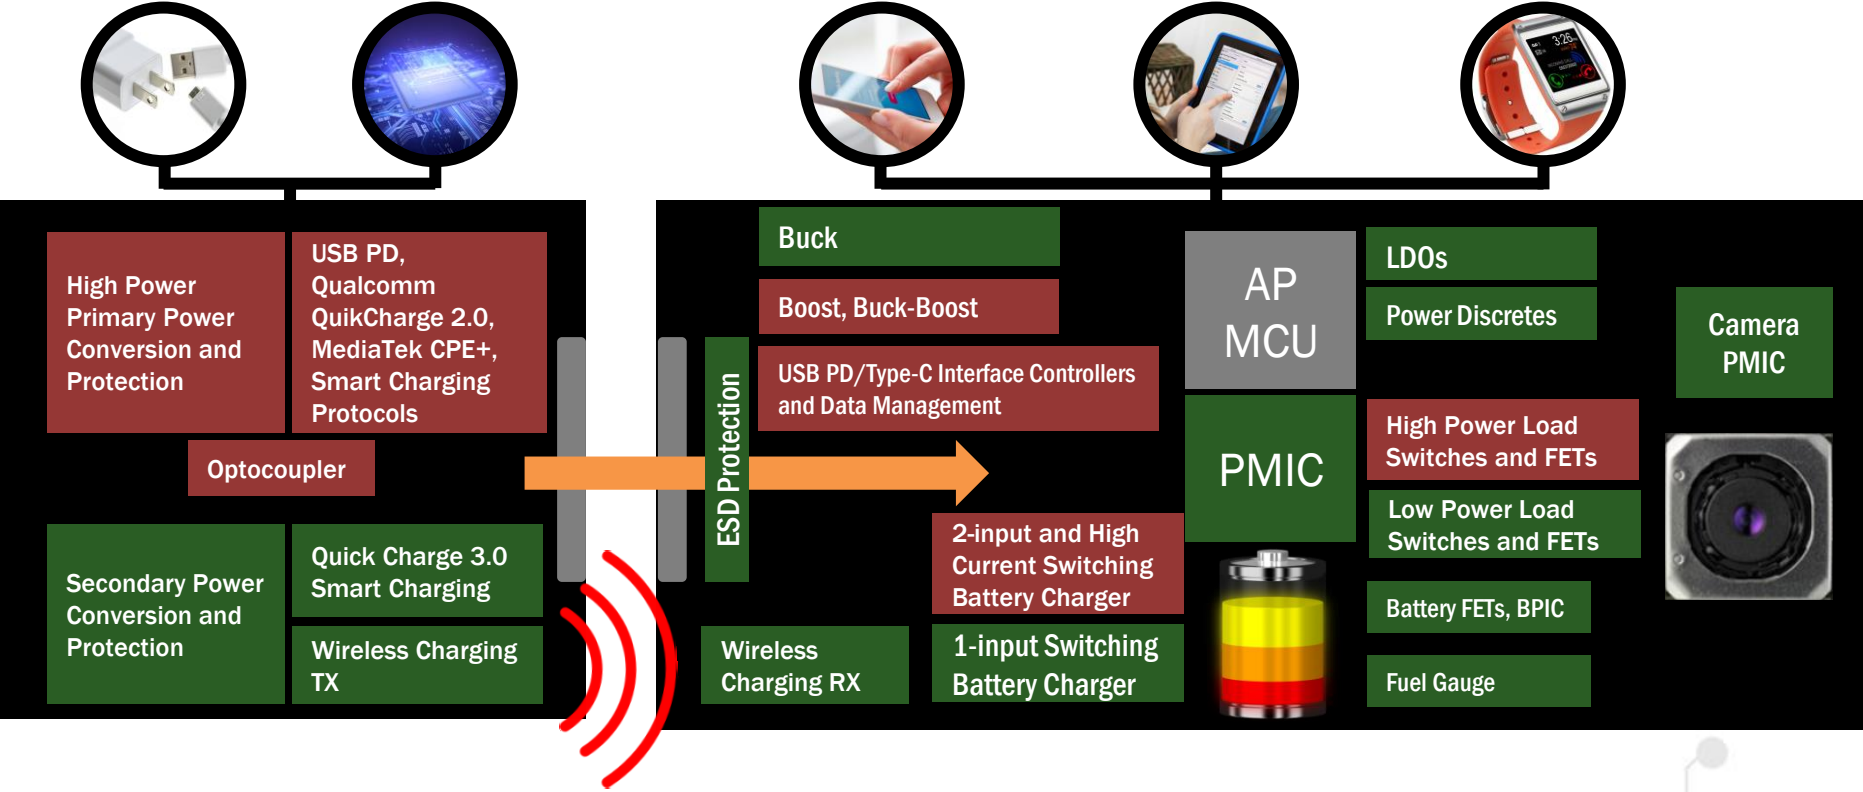 High Power
Primary Power
Conversion and
Protection
USB PD,
Qualcomm
QuikCharge 2.0,
MediaTek CPE+,
Smart Charging
Protocols
Optocoupler
Secondary Power
Conversion and
Protection
Quick Charge 3.0
Smart Charging
Wireless Charging
TX
ESD Protection
Buck
Boost, Buck-Boost
USB PD/Type-C Interface Controllers
and Data Management
2-input and High
Current Switching
Battery Charger
Wireless
Charging RX
1-input Switching
Battery Charger
AP
MCU
PMIC
LDOs
Power Discretes
High Power Load
Switches and FETs
Low Power Load
Switches and FETs
Battery FETs, BPIC
Fuel Gauge
Camera
PMIC
3:26